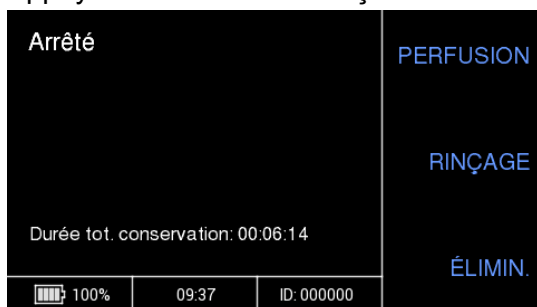 Arrêté
PERFUSION
RINÇAGE
Durée tot. conservation: 00:06:14
ÉLIMIN.
100%
09:37
ID: 000000